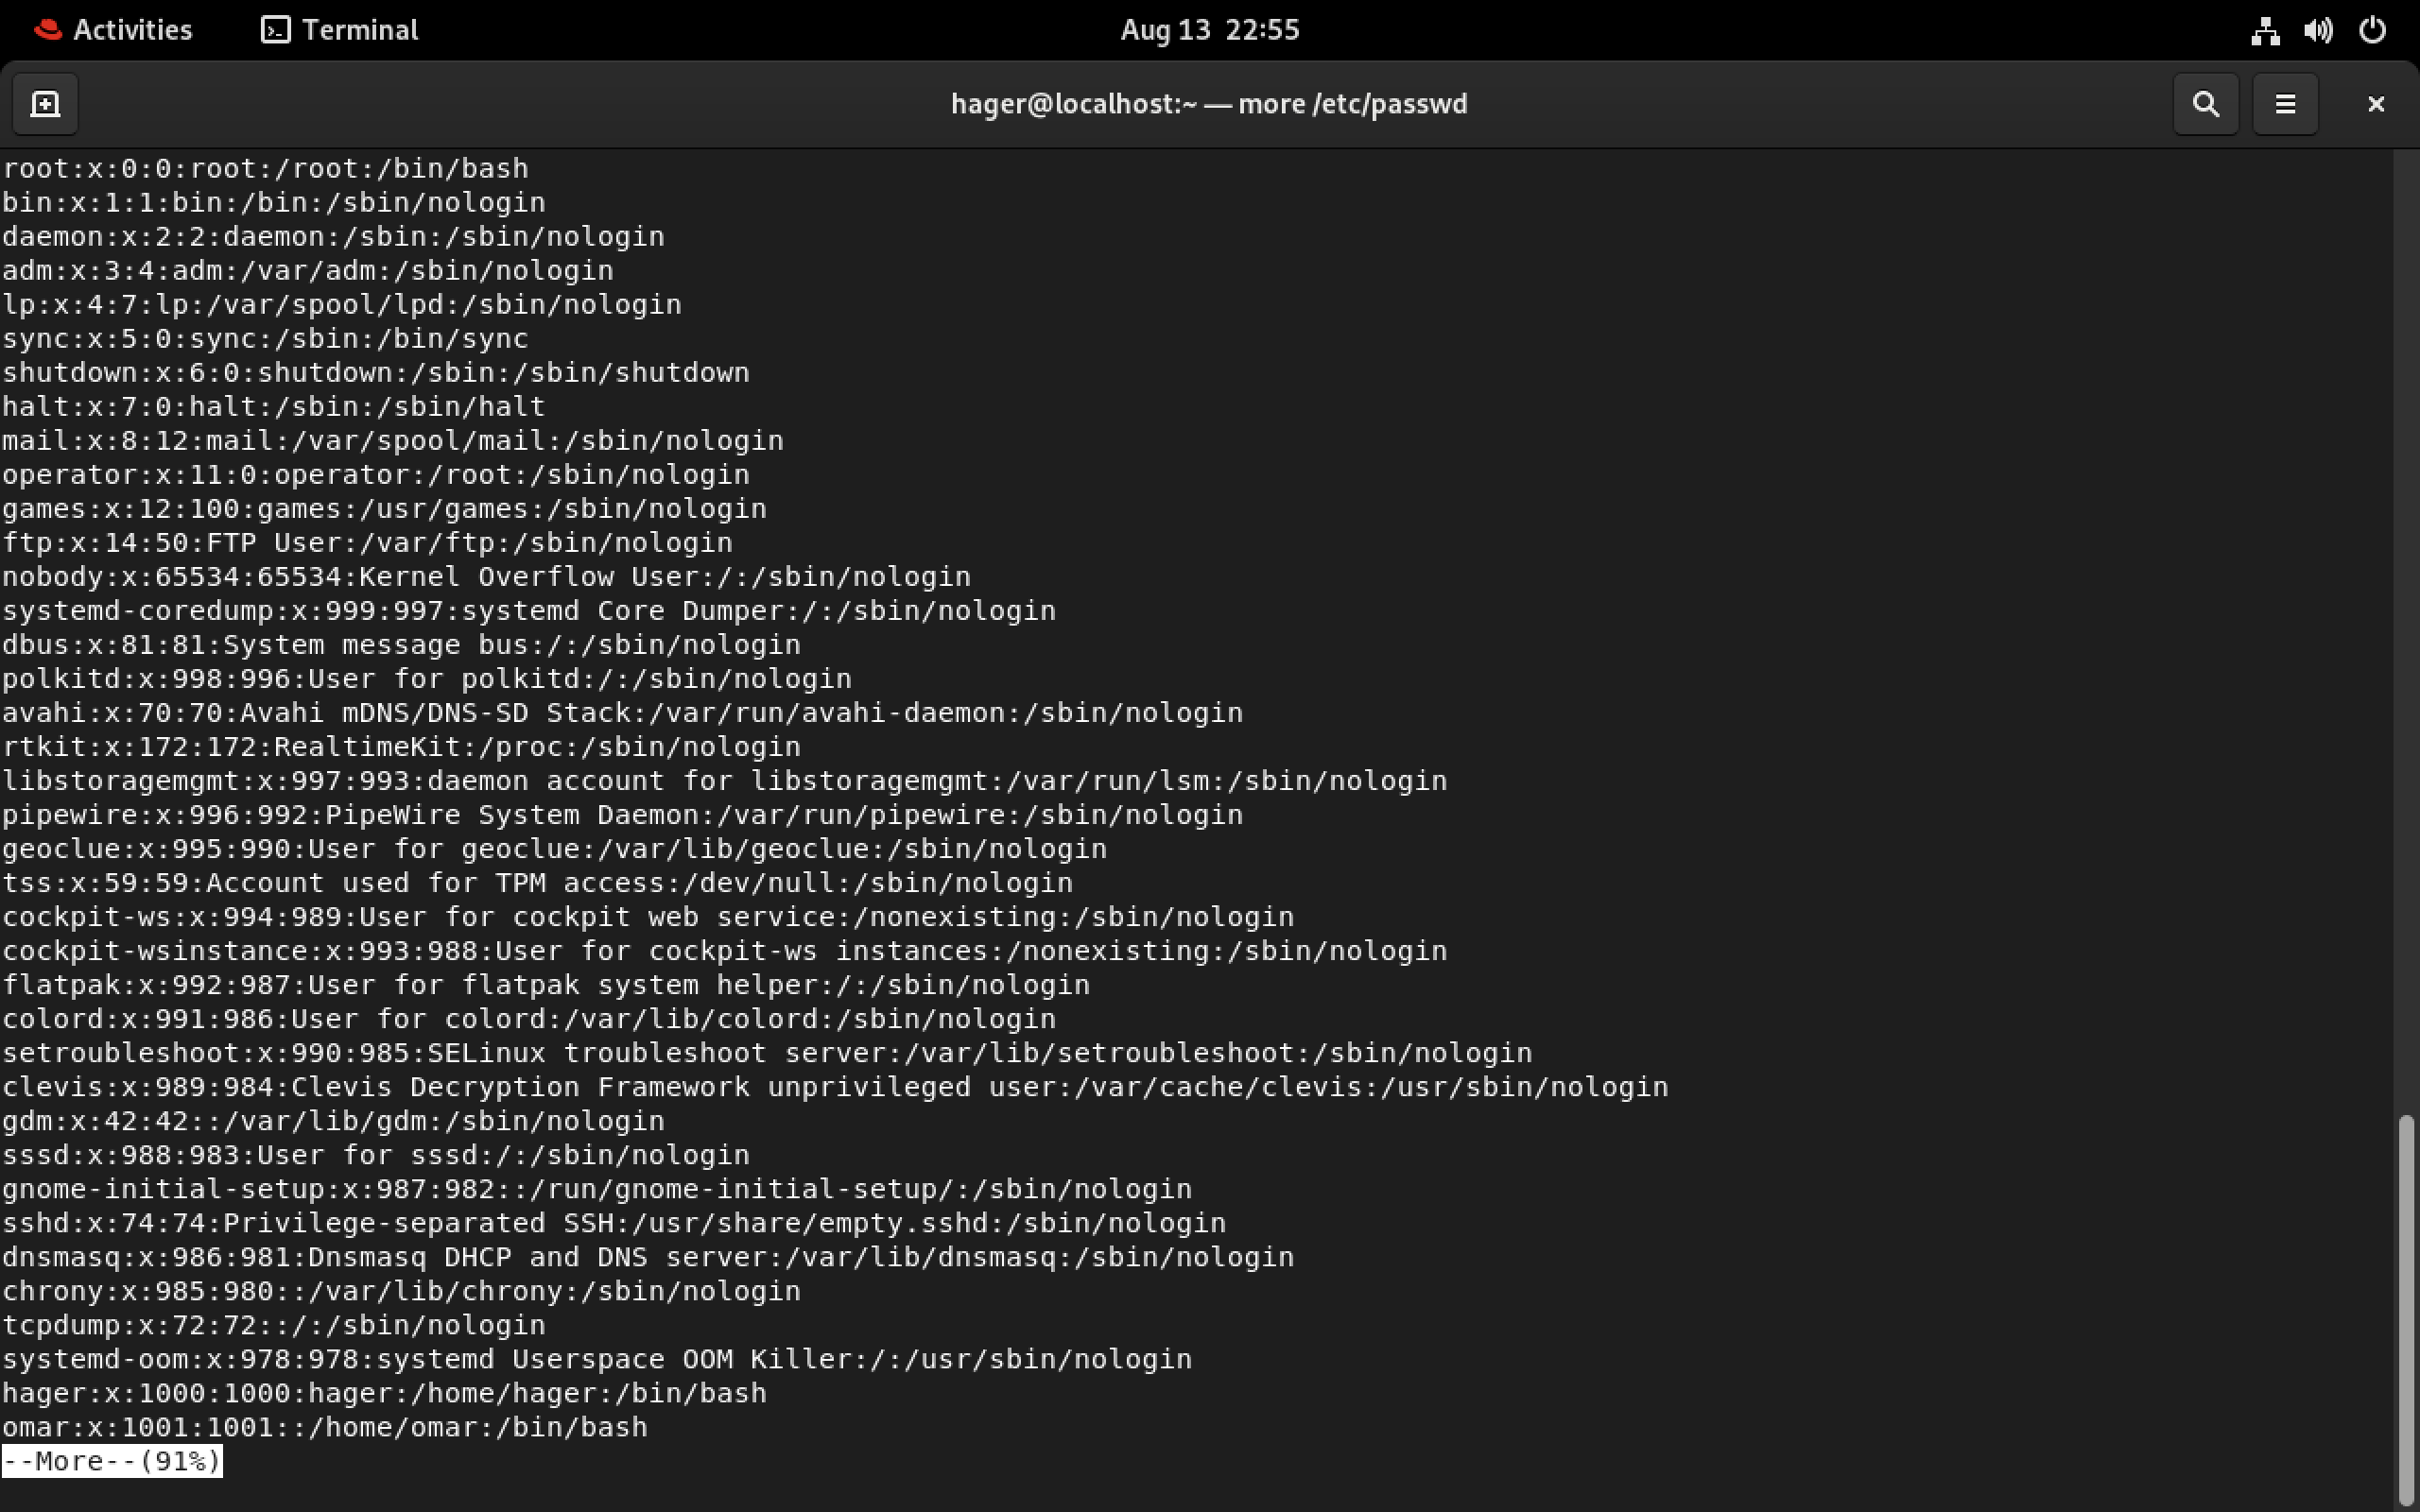 Activities Terminal Aug 13 22:55
hager@localhost:~ — more /etc/passwd
root:x:0:0:root:/root:/bin/bash
bin:x:1:1:bin:/bin:/sbin/nologin
daemon:x:2:2:daemon:/sbin:/sbin/nologin
adm:x:3:4:adm:/var/adm:/sbin/nologin
lp:x:4:7:lp:/var/spool/lpd:/sbin/nologin
sync:x:5:0:sync:/sbin:/bin/sync
shutdown:x:6:0:shutdown:/sbin:/sbin/shutdown
halt:x:7:0:halt:/sbin:/sbin/halt
mail:x:8:12:mail:/var/spool/mail:/sbin/nologin
operator:x:11:0:operator:/root:/sbin/nologin
games:x:12:100:games:/usr/games:/sbin/nologin
ftp:x:14:50:FTP User:/var/ftp:/sbin/nologin
nobody:x:65534:65534:Kernel Overflow User:/:/sbin/nologin
systemd-coredump:x:999:997:systemd Core Dumper:/:/sbin/nologin
dbus:x:81:81:System message bus:/:/sbin/nologin
polkitd:x:998:996:User for polkitd:/:/sbin/nologin
avahi:x:70:70:Avahi mDNS/DNS-SD Stack:/var/run/avahi-daemon:/sbin/nologin
rtkit:x:172:172:RealtimeKit:/proc:/sbin/nologin
libstoragemgmt:x:997:993:daemon account for libstoragemgmt:/var/run/lsm:/sbin/nologin
pipewire:x:996:992:PipeWire System Daemon:/var/run/pipewire:/sbin/nologin
geoclue:x:995:990:User for geoclue:/var/lib/geoclue:/sbin/nologin
tss:x:59:59:Account used for TPM access:/dev/null:/sbin/nologin
cockpit-ws:x:994:989:User for cockpit web service:/nonexisting:/sbin/nologin
cockpit-wsinstance:x:993:988:User for cockpit-ws instances:/nonexisting:/sbin/nologin
flatpak:x:992:987:User for flatpak system helper:/:/sbin/nologin
colord:x:991:986:User for colord:/var/lib/colord:/sbin/nologin
setroubleshoot:x:990:985:SELinux troubleshoot server:/var/lib/setroubleshoot:/sbin/nologin
clevis:x:989:984:Clevis Decryption Framework unprivileged user:/var/cache/clevis:/usr/sbin/nologin
gdm:x:42:42::/var/lib/gdm:/sbin/nologin
sssd:x:988:983:User for sssd:/:/sbin/nologin
gnome-initial-setup:x:987:982::/run/gnome-initial-setup/:/sbin/nologin
sshd:x:74:74:Privilege-separated SSH:/usr/share/empty.sshd:/sbin/nologin
dnsmasq:x:986:981:Dnsmasq DHCP and DNS server:/var/lib/dnsmasq:/sbin/nologin
chrony:x:985:980::/var/lib/chrony:/sbin/nologin
tcpdump:x:72:72::/:/sbin/nologin
systemd-oom:x:978:978:systemd Userspace OOM Killer:/:/usr/sbin/nologin
hager:x:1000:1000:hager:/home/hager:/bin/bash
omar:x:1001:1001::/home/omar:/bin/bash
--More--(91%)